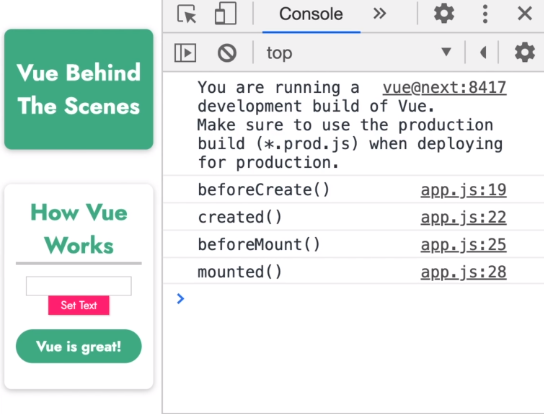 Vue Behind
The Scenes
How Vue
Works
Set Text
Vue is great!
Console
top
You are running a vue@next:8417
development build of Vue.
Make sure to use the production
build (*.prod.js) when deploying
for production.
beforeCreate() app.js:19
created() app.js:22
beforeMount() app.js:25
mounted() app.js:28